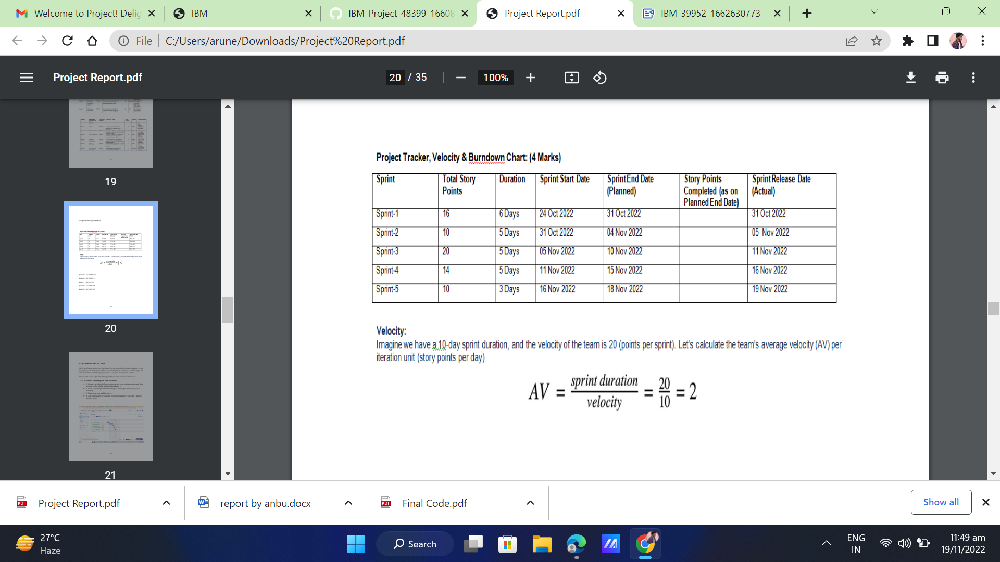 Welcome to Project! Delig
IBM
IBM-Project-48399-16608
Project Report.pdf
IBM-39952-1662630773
File
C:/Users/arune/Downloads/Project%20Report.pdf
Project Report.pdf
20 / 35
100%
19
20
21
Project Tracker, Velocity & Burndown Chart: (4 Marks)
Sprint Total Story Points Duration Sprint Start Date Sprint End Date (Planned) Story Points Completed (as on Planned End Date) Sprint Release Date (Actual)
Sprint-1 16 6 Days 24 Oct 2022 31 Oct 2022 31 Oct 2022
Sprint-2 10 5 Days 31 Oct 2022 04 Nov 2022 05 Nov 2022
Sprint-3 20 5 Days 05 Nov 2022 10 Nov 2022 11 Nov 2022
Sprint-4 14 5 Days 11 Nov 2022 15 Nov 2022 16 Nov 2022
Sprint-5 10 3 Days 16 Nov 2022 18 Nov 2022 19 Nov 2022
Velocity:
Imagine we have a 10-day sprint duration, and the velocity of the team is 20 (points per sprint). Let's calculate the team's average velocity (AV) per
iteration unit (story points per day)
AV = sprint duration / velocity = 20 / 10 = 2
Project Report.pdf
report by anbu.docx
Final Code.pdf
Show all
27°C
Haze
Search
ENG
IN
11:49 am
19/11/2022